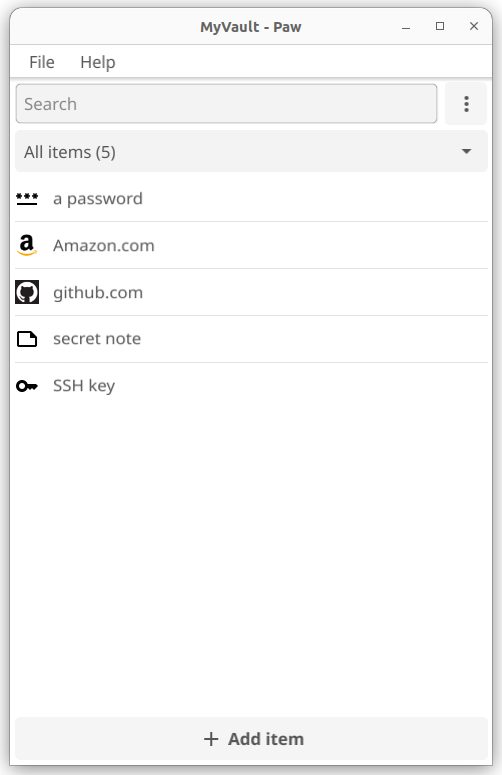 MyVault - Paw
File Help
Search
All items (5)
a password
Amazon.com
github.com
secret note
SSH key
Add item